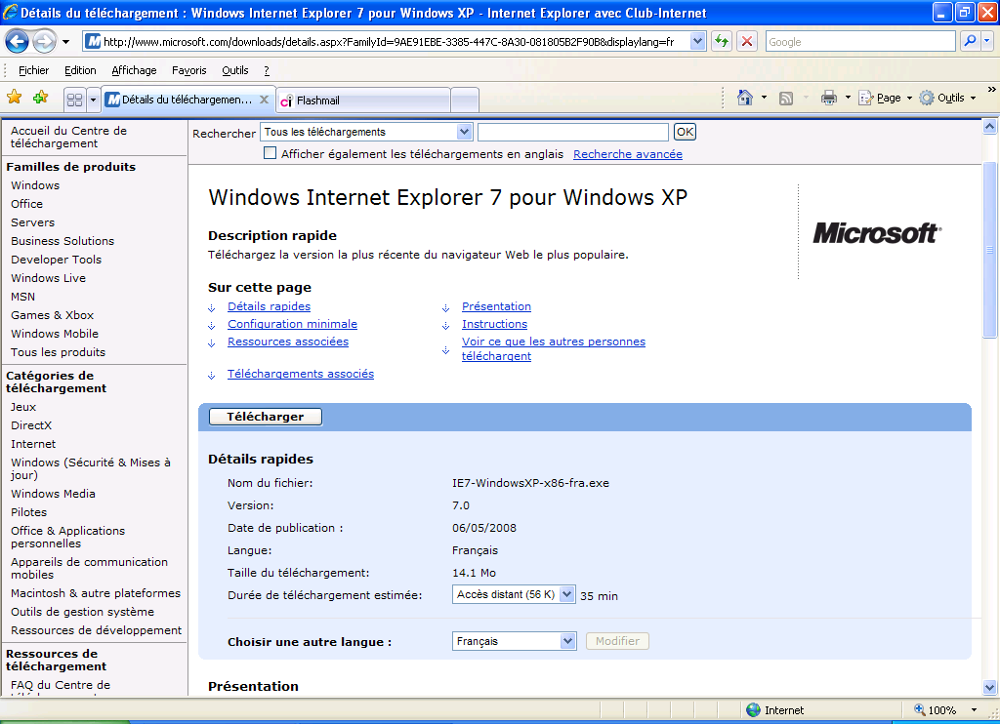 Détails du téléchargement : Windows Internet Explorer 7 pour Windows XP - Internet Explorer avec Club-Internet
http://www.microsoft.com/downloads/details.aspx?FamilyId=9AE91EBE-3385-447C-8A30-081805B2F90B&displaylang=fr
Google
Fichier Edition Affichage Favoris Outils ?
Détails du téléchargemen...
Flashmail
Page
Outils
Accueil du Centre de
téléchargement
Familles de produits
Windows
Office
Servers
Business Solutions
Developer Tools
Windows Live
MSN
Games & Xbox
Windows Mobile
Tous les produits
Catégories de
téléchargement
Jeux
DirectX
Internet
Windows (Sécurité & Mises à
jour)
Windows Media
Pilotes
Office & Applications
personnelles
Appareils de communication
mobiles
Macintosh & autre plateformes
Outils de gestion système
Ressources de développement
Ressources de
téléchargement
FAQ du Centre de
Rechercher Tous les téléchargements OK
Afficher également les téléchargements en anglais Recherche avancée
Windows Internet Explorer 7 pour Windows XP
Microsoft
Description rapide
Téléchargez la version la plus récente du navigateur Web le plus populaire.
Sur cette page
Détails rapides
Présentation
Configuration minimale
Instructions
Ressources associées
Voir ce que les autres personnes
téléchargent
Téléchargements associés
Télécharger
Détails rapides
Nom du fichier: IE7-WindowsXP-x86-fra.exe
Version: 7.0
Date de publication : 06/05/2008
Langue: Français
Taille du téléchargement: 14.1 Mo
Durée de téléchargement estimée: Accès distant (56 K) 35 min
Choisir une autre langue : Français Modifier
Présentation
Internet
100%